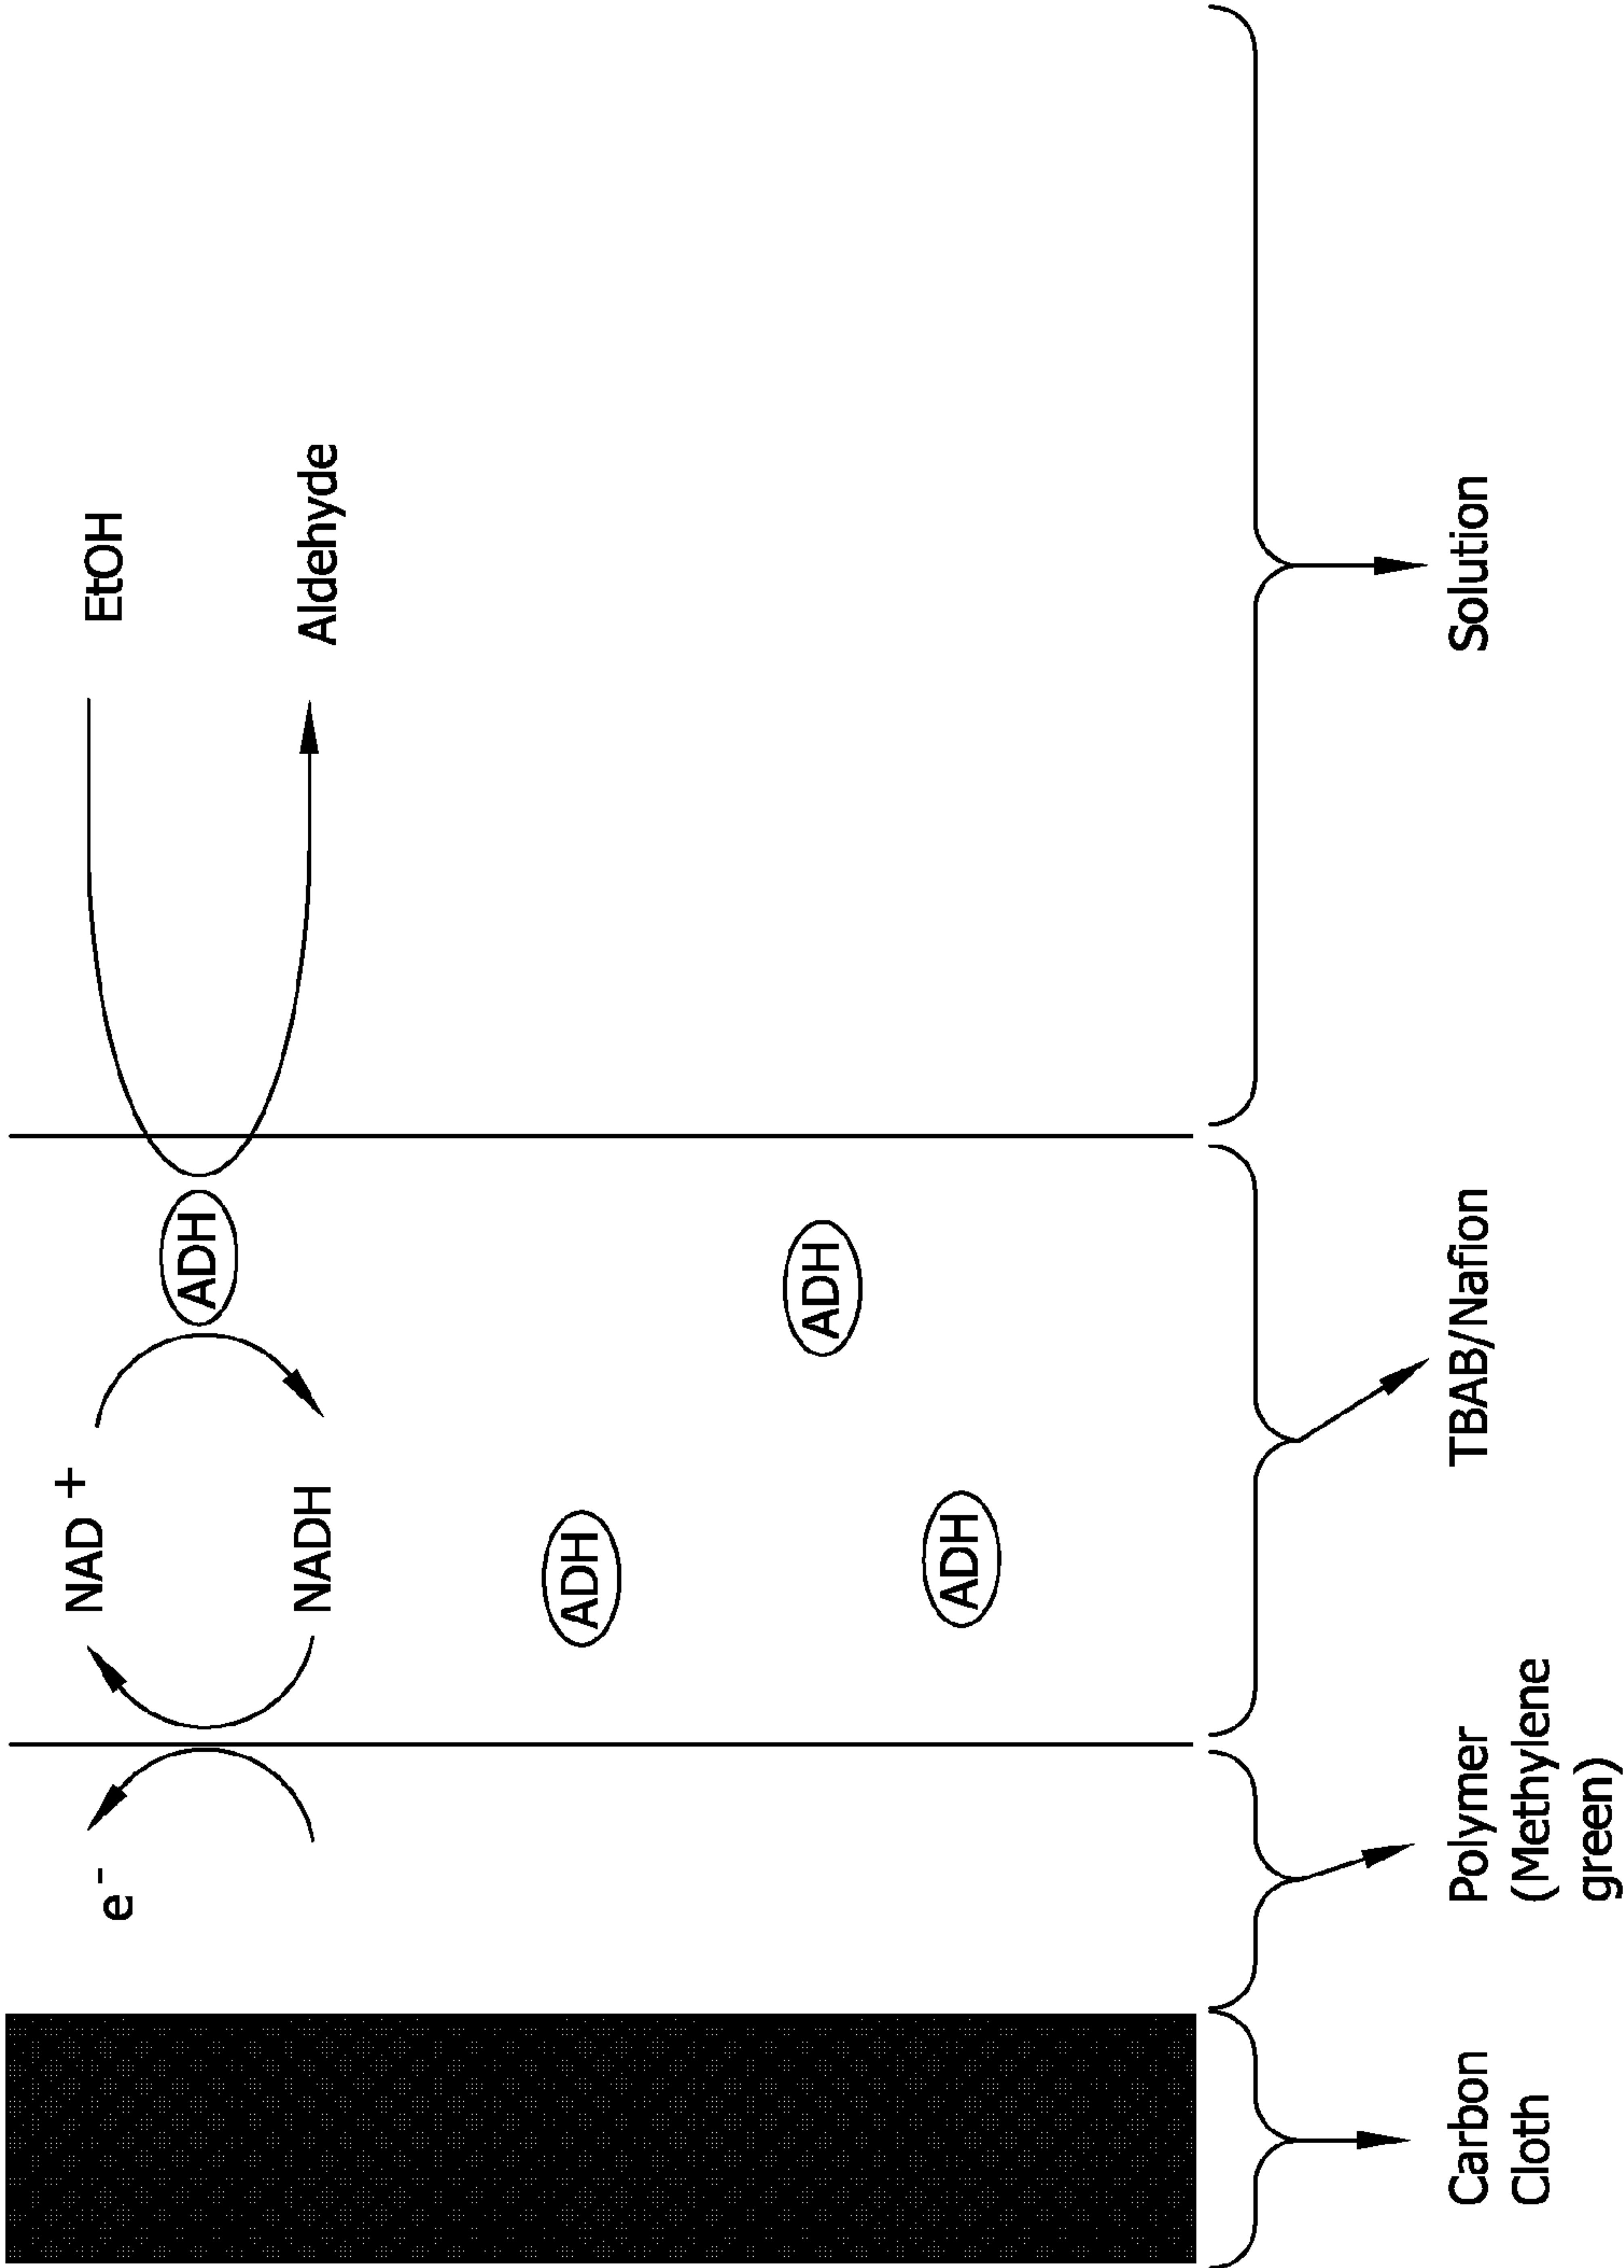 EtOH
Aldehyde
ADH
NAD +
NADH
ADH
ADH
ADH
e-
Carbon
Cloth
Polymer
(Methylene
green)
TBAB/Nafion
Solution